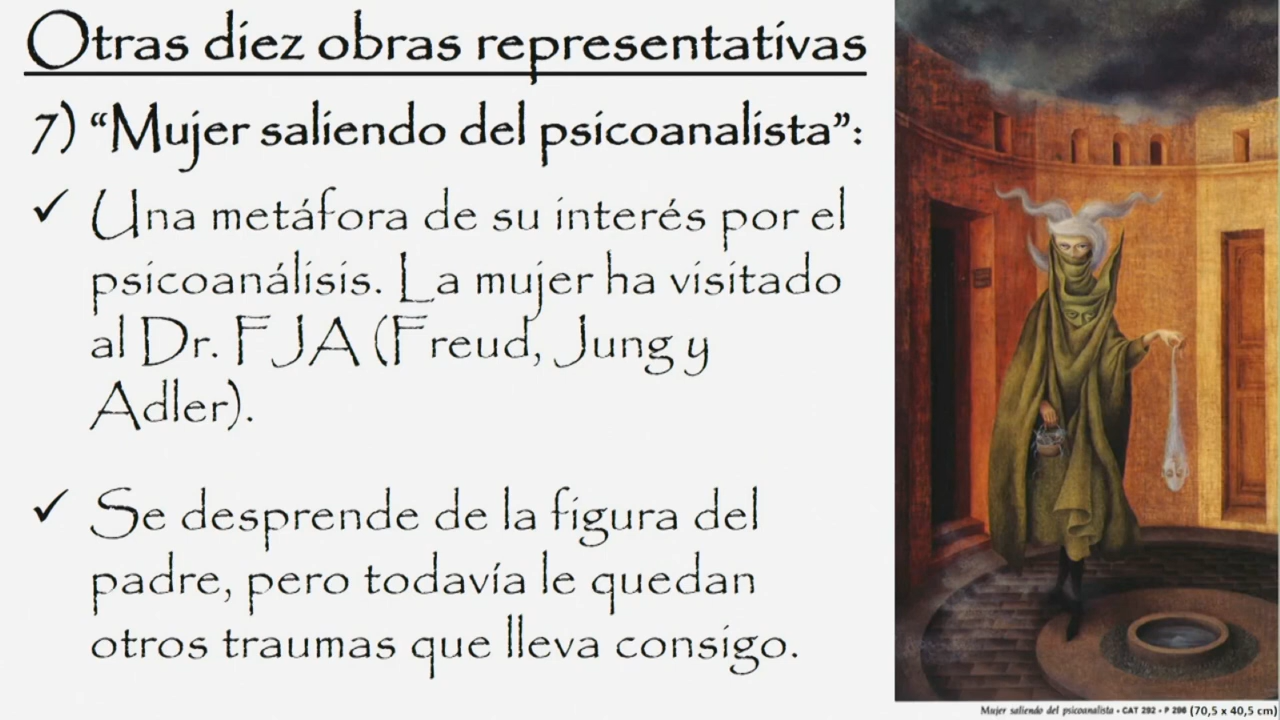 Otras diez obras representativas
7) “Mujer saliendo del psicoanalista”:
✓ Una metáfora de su interés por el
psicoanálisis. La mujer ha visitado
al Dr. FJA (Freud, Jung y
Adler).
✓ Se desprende de la figura del
padre, pero todavía le quedan
otros traumas que lleva consigo.
Mujer saliendo del psicoanalista - CAT 292 - P 298 (70,5 x 40,5 cm)